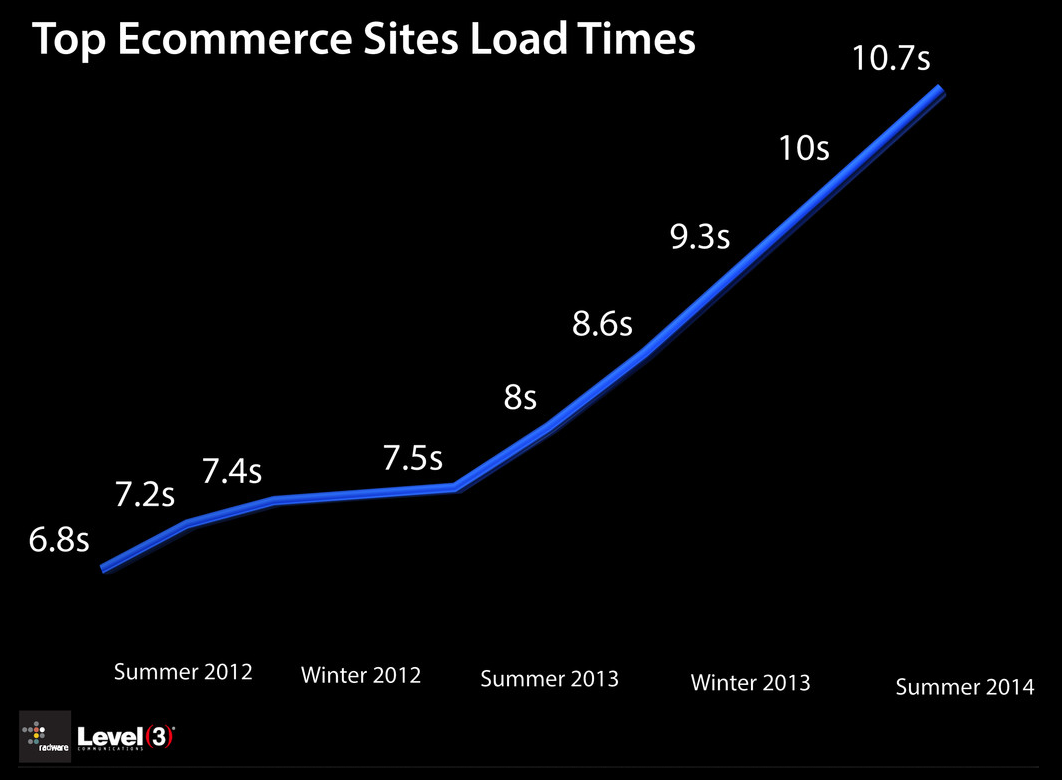 Top Ecommerce Sites Load Times
10.7s
10s
9.3s
8.6s
8s
7.5s
7.4s
7.2s
6.8s
Summer 2012 Winter 2012 Summer 2013 Winter 2013 Summer 2014
radware Level(3)®
COMMUNICATIONS